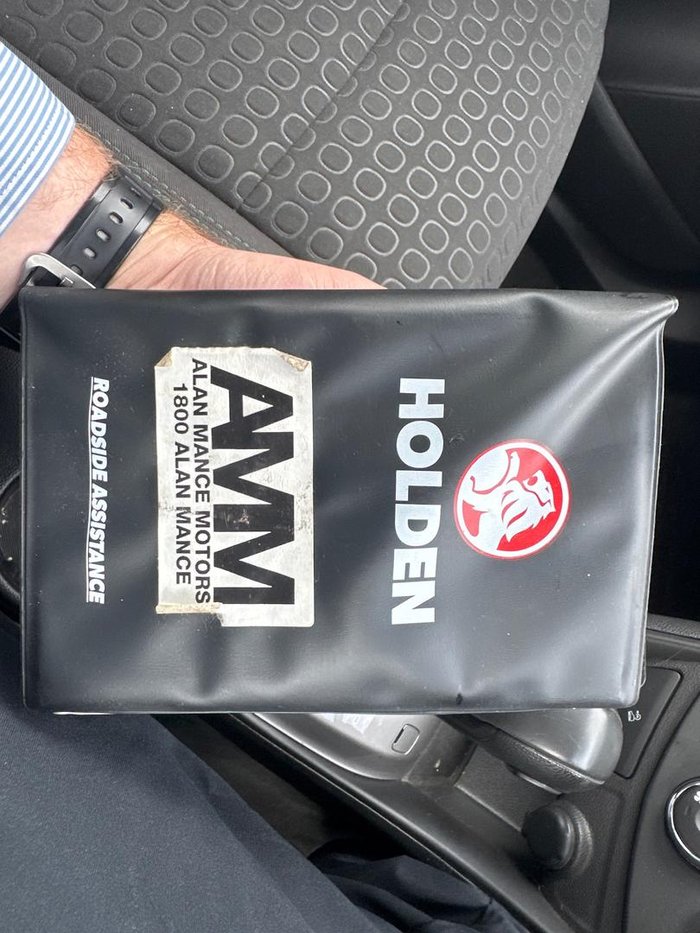 HOLDEN
AMM
ALAN MANCE MOTORS
1800 ALAN MANCE
ROADSIDE ASSISTANCE